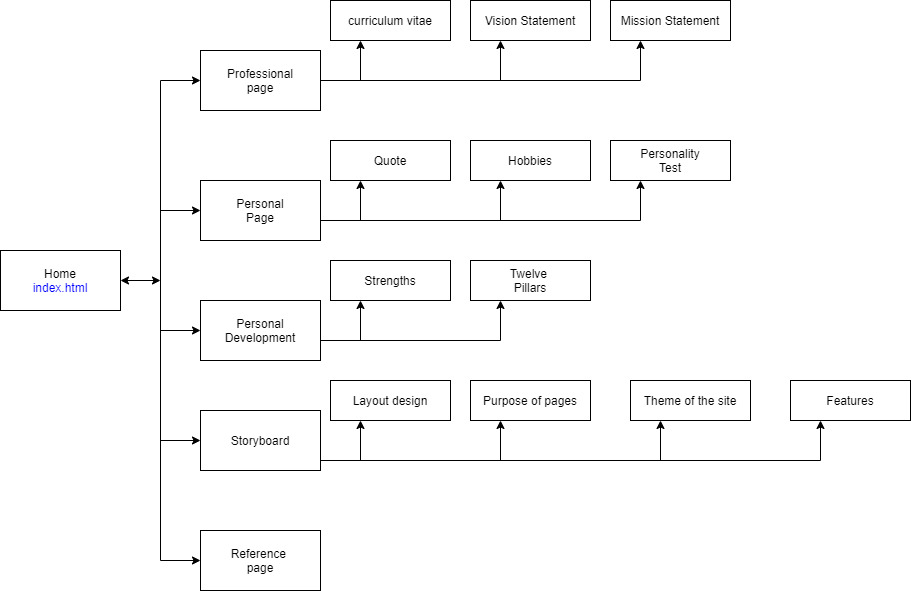 curriculum vitae
Vision Statement
Mission Statement
Professional
page
Quote
Hobbies
Personality
Test
Personal
Page
Home
index.html
Strengths
Twelve
Pillars
Personal
Development
Layout design
Purpose of pages
Theme of the site
Features
Storyboard
Reference
page